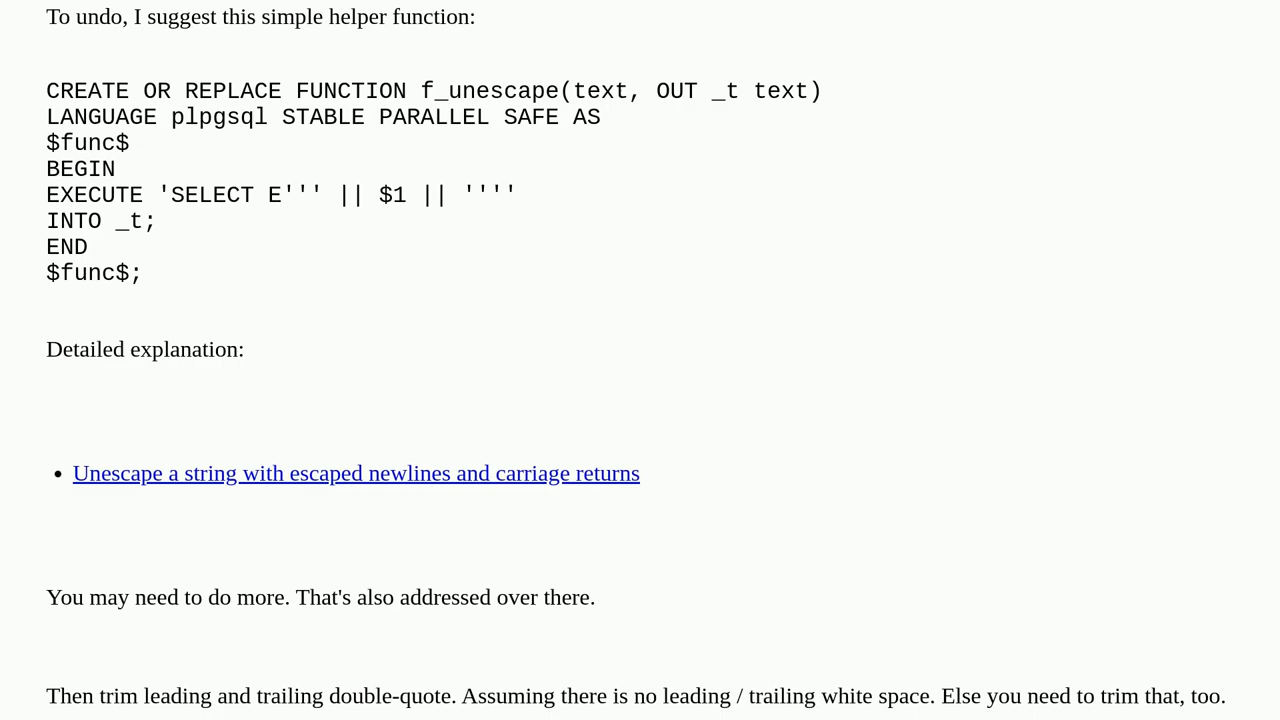 To undo, I suggest this simple helper function:
CREATE OR REPLACE FUNCTION f_unescape(text, OUT _t text)
LANGUAGE plpgsql STABLE PARALLEL SAFE AS
$func$
BEGIN
EXECUTE 'SELECT E''' || $1 || ''''
INTO _t;
END
$func$;
Detailed explanation:
• Unescape a string with escaped newlines and carriage returns
You may need to do more. That's also addressed over there.
Then trim leading and trailing double-quote. Assuming there is no leading / trailing white space. Else you need to trim that, too.